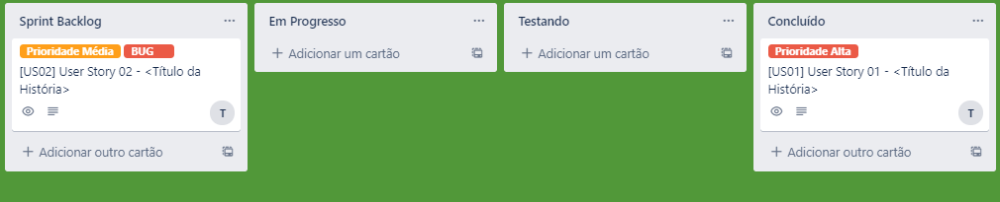 Sprint Backlog
Prioridade Média BUG
[US02] User Story 02 - <Título da
História>
T
+ Adicionar outro cartão
Em Progresso
+ Adicionar um cartão
Testando
+ Adicionar um cartão
Concluído
Prioridade Alta
[US01] User Story 01 - <Título da
História>
T
+ Adicionar outro cartão